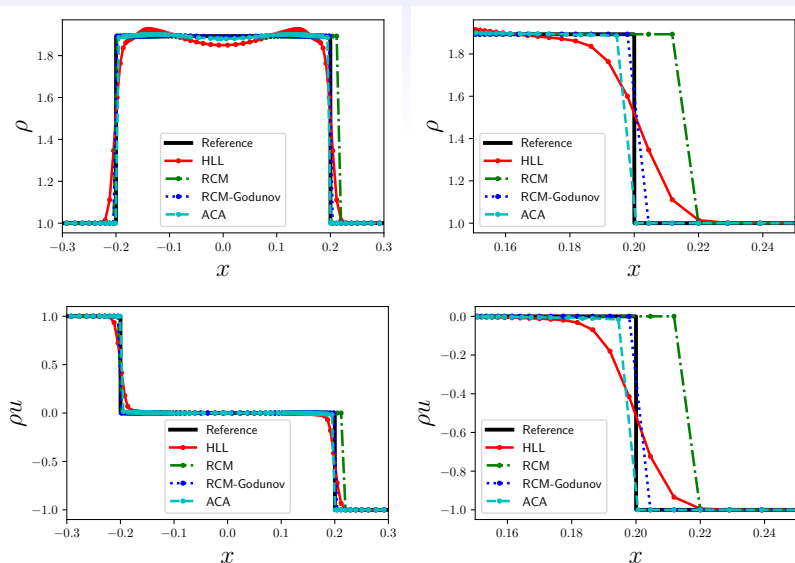 1.8
1.6
1.4
1.2
1.0
ρ
Reference
HLL
RCM
RCM-Godunov
ACA
−0.3 −0.2 −0.1 0.0 0.1 0.2 0.3
x
1.8
1.6
1.4
1.2
1.0
ρ
Reference
HLL
RCM
RCM-Godunov
ACA
0.16 0.18 0.20 0.22 0.24
x
1.0
0.5
0.0
−0.5
−1.0
ρu
Reference
HLL
RCM
RCM-Godunov
ACA
−0.3 −0.2 −0.1 0.0 0.1 0.2 0.3
x
0.0
−0.2
−0.4
−0.6
−0.8
−1.0
ρu
Reference
HLL
RCM
RCM-Godunov
ACA
0.16 0.18 0.20 0.22 0.24
x